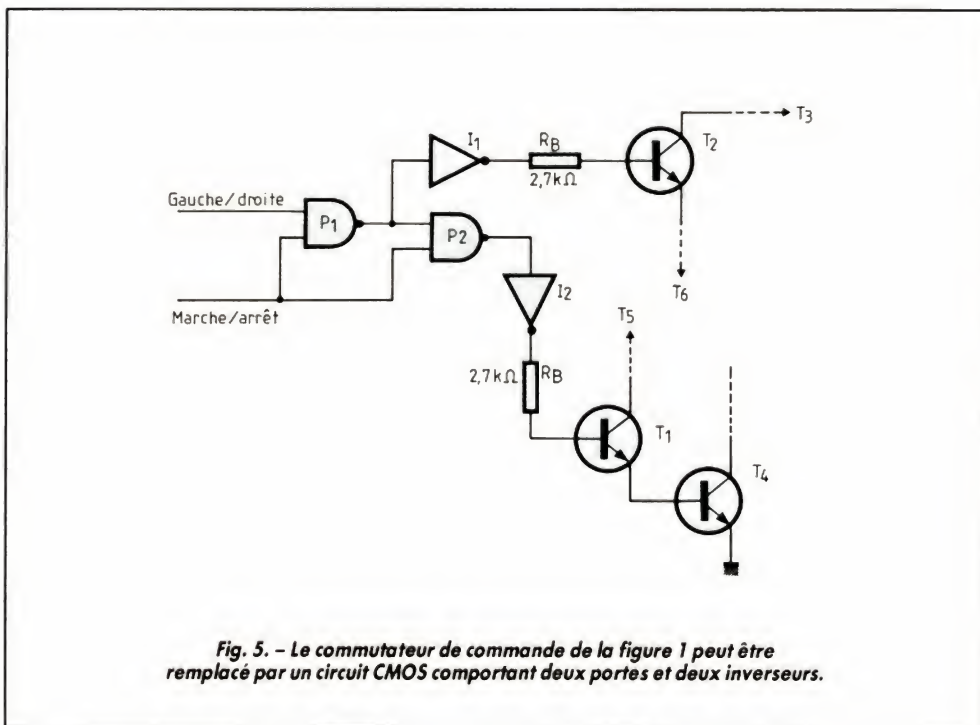 T3
I1
RB
T2
2,7kΩ
Gauche/droite
P1
P2
T6
I2
Marche/arrêt
T5
2,7kΩ
RB
T1
T4
Fig. 5. – Le commutateur de commande de la figure 1 peut être
remplacé par un circuit CMOS comportant deux portes et deux inverseurs.